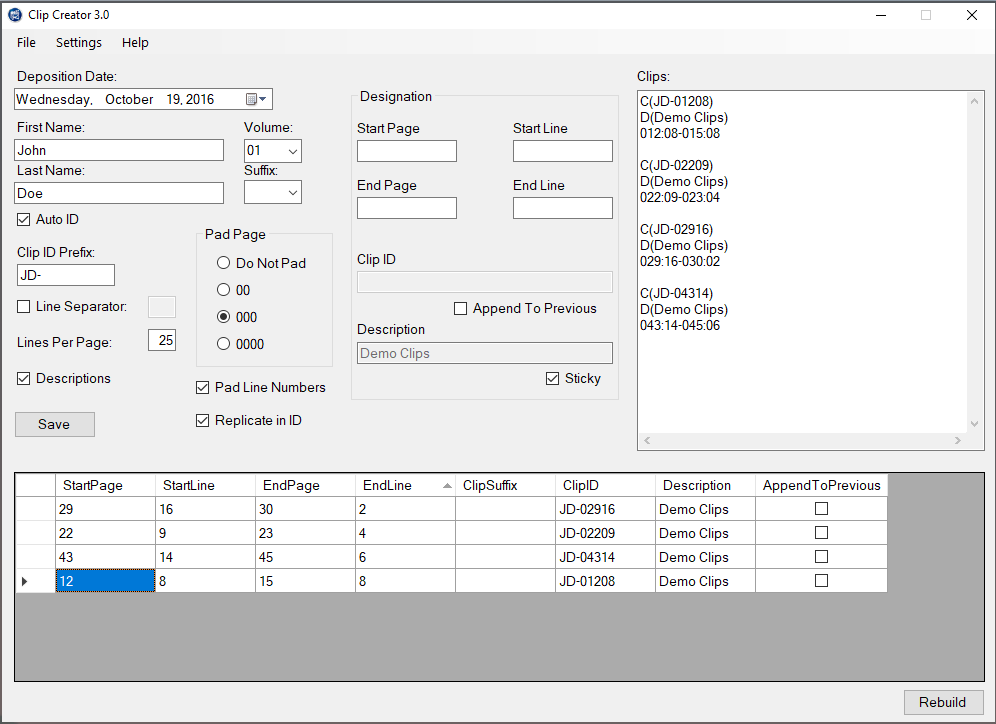 Clip Creator 3.0
File Settings Help
Deposition Date:
Wednesday, October 19, 2016
First Name:
Volume:
John
01
Last Name:
Suffix:
Doe
Auto ID
Clip ID Prefix:
JD-
Line Separator:
Lines Per Page:
25
Descriptions
Save
Pad Page
Do Not Pad
00
000
0000
Pad Line Numbers
Replicate in ID
Designation
Start Page
Start Line
End Page
End Line
Clip ID
Append To Previous
Description
Demo Clips
Sticky
Clips:
C(JD-01208)
D(Demo Clips)
012:08-015:08
C(JD-02209)
D(Demo Clips)
022:09-023:04
C(JD-02916)
D(Demo Clips)
029:16-030:02
C(JD-04314)
D(Demo Clips)
043:14-045:06
StartPage StartLine EndPage EndLine ClipSuffix ClipID Description AppendToPrevious
29 16 30 2 JD-02916 Demo Clips
22 9 23 4 JD-02209 Demo Clips
43 14 45 6 JD-04314 Demo Clips
12 8 15 8 JD-01208 Demo Clips
Rebuild